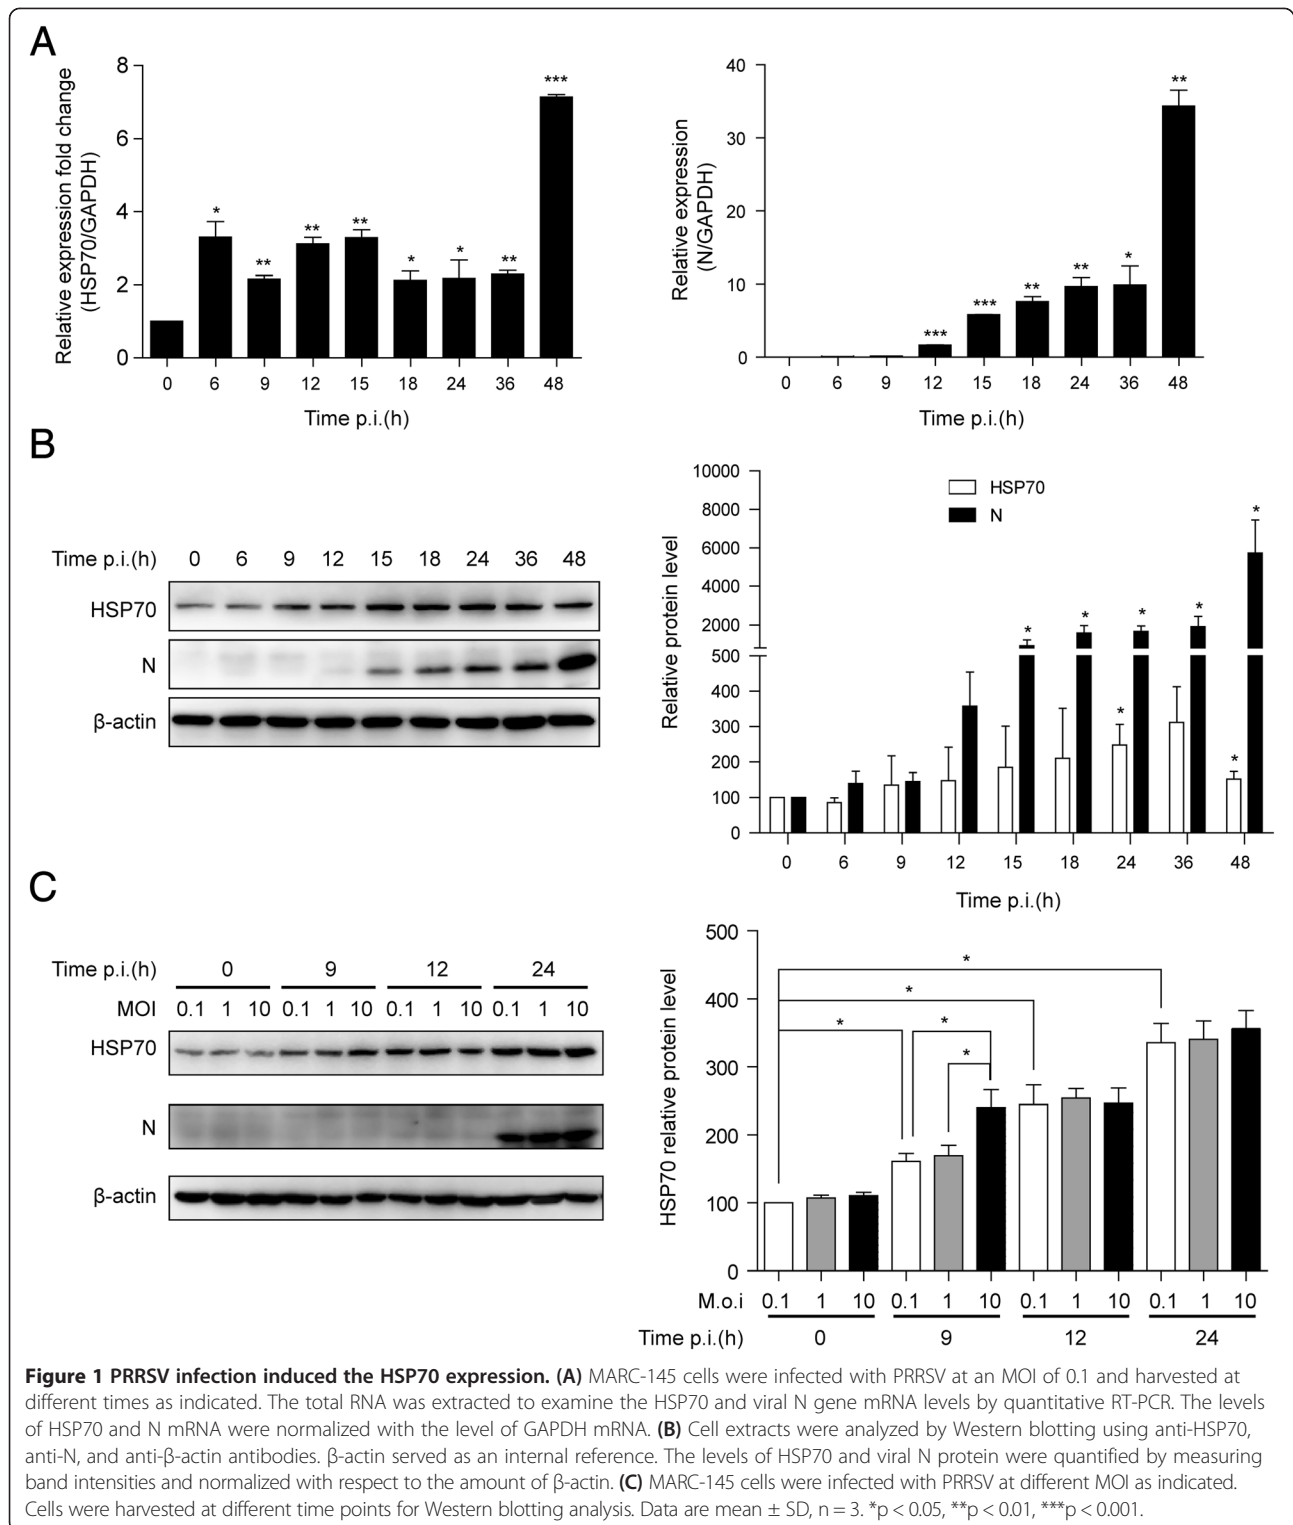 A
Relative expression fold change
(HSP70/GAPDH)
8
6
4
2
0
* ** ** ** * * ** ***
0 6 9 12 15 18 24 36 48
Time p.i.(h)
Relative expression
(N/GAPDH)
40
30
20
10
0
*** *** ** ** * **
0 6 9 12 15 18 24 36 48
Time p.i.(h)
B
Time p.i.(h) 0 6 9 12 15 18 24 36 48
HSP70
N
β-actin
Relative protein level
10000
8000
6000
4000
2000
500
400
300
200
100
0
HSP70
N
* * * * * * *
0 6 9 12 15 18 24 36 48
Time p.i.(h)
C
Time p.i.(h) 0 9 12 24
MOI 0.1 1 10 0.1 1 10 0.1 1 10 0.1 1 10
HSP70
N
β-actin
HSP70 relative protein level
500
400
300
200
100
0
*
*
* *
*
M.o.i 0.1 1 10 0.1 1 10 0.1 1 10 0.1 1 10
Time p.i.(h) 0 9 12 24
Figure 1 PRRSV infection induced the HSP70 expression. (A) MARC-145 cells were infected with PRRSV at an MOI of 0.1 and harvested at
different times as indicated. The total RNA was extracted to examine the HSP70 and viral N gene mRNA levels by quantitative RT-PCR. The levels
of HSP70 and N mRNA were normalized with the level of GAPDH mRNA. (B) Cell extracts were analyzed by Western blotting using anti-HSP70,
anti-N, and anti-β-actin antibodies. β-actin served as an internal reference. The levels of HSP70 and viral N protein were quantified by measuring
band intensities and normalized with respect to the amount of β-actin. (C) MARC-145 cells were infected with PRRSV at different MOI as indicated.
Cells were harvested at different time points for Western blotting analysis. Data are mean ± SD, n = 3. *p < 0.05, **p < 0.01, ***p < 0.001.